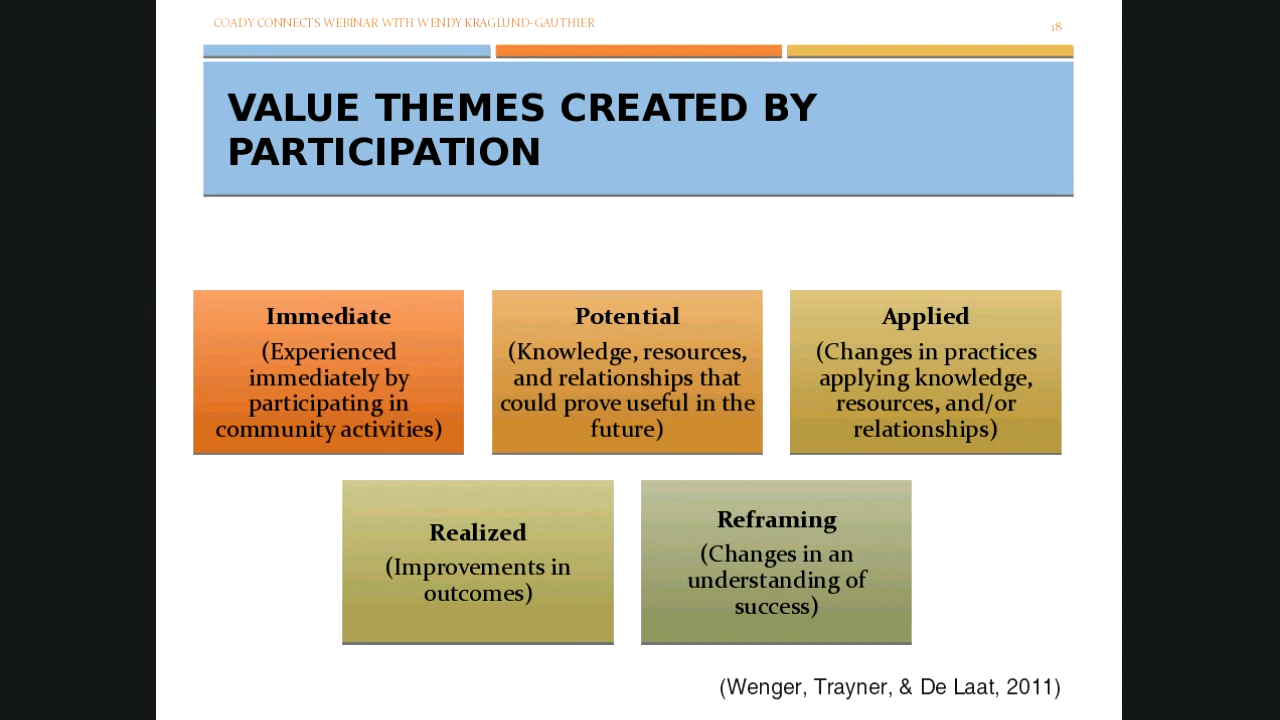 COADY CONNECTS WEBINAR WITH WENDY KRAGLUND-GAUTHIER
18
VALUE THEMES CREATED BY
PARTICIPATION
Immediate
(Experienced
immediately by
participating in
community activities)
Potential
(Knowledge, resources,
and relationships that
could prove useful in the
future)
Applied
(Changes in practices
applying knowledge,
resources, and/or
relationships)
Realized
(Improvements in
outcomes)
Reframing
(Changes in an
understanding of
success)
(Wenger, Trayner, & De Laat, 2011)